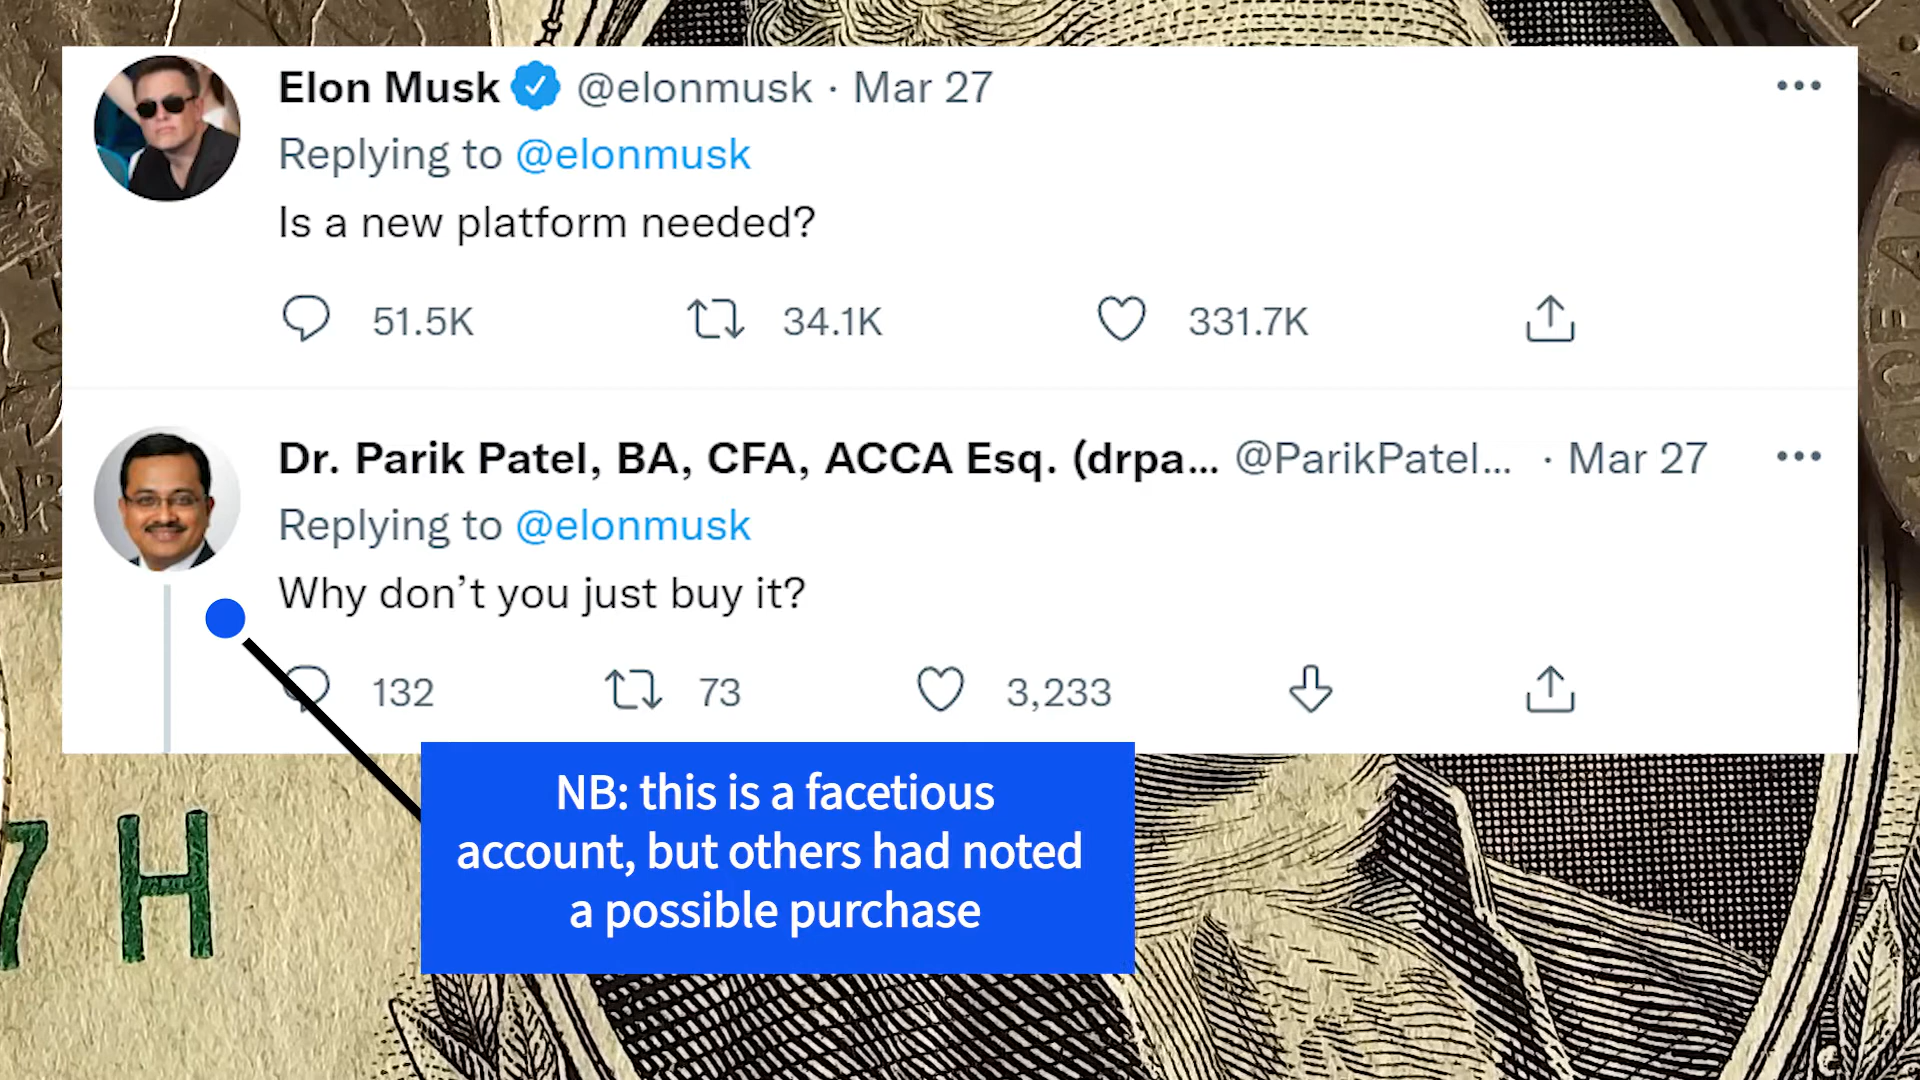 Elon Musk @elonmusk · Mar 27
Replying to @elonmusk
Is a new platform needed?
51.5K 34.1K 331.7K
Dr. Parik Patel, BA, CFA, ACCA Esq. (drpa... @ParikPatel... · Mar 27
Replying to @elonmusk
Why don’t you just buy it?
132 73 3,233
NB: this is a facetious
account, but others had noted
a possible purchase
7 H